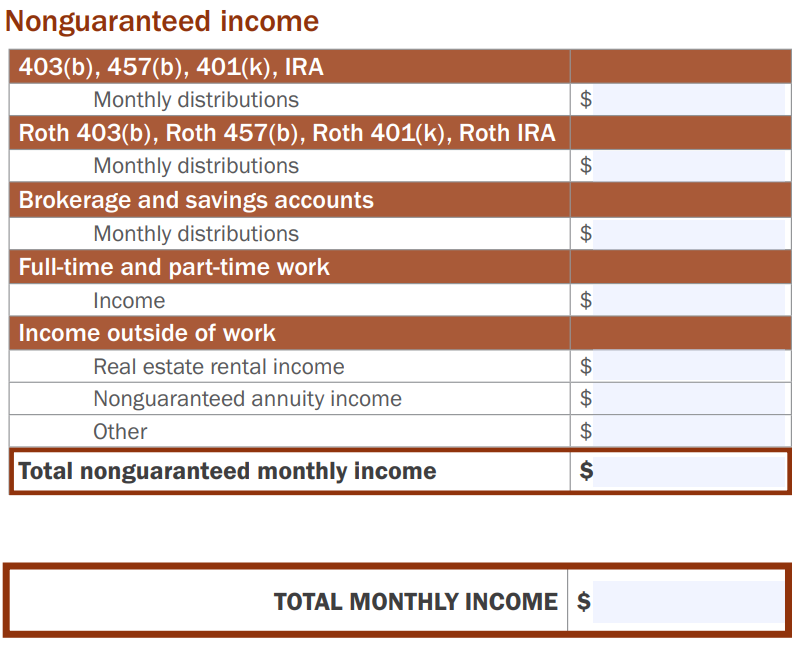 Nonguaranteed income
403(b), 457(b), 401(k), IRA
Monthly distributions $
Roth 403(b), Roth 457(b), Roth 401(k), Roth IRA
Monthly distributions $
Brokerage and savings accounts
Monthly distributions $
Full-time and part-time work
Income $
Income outside of work
Real estate rental income $
Nonguaranteed annuity income $
Other $
Total nonguaranteed monthly income $
TOTAL MONTHLY INCOME $